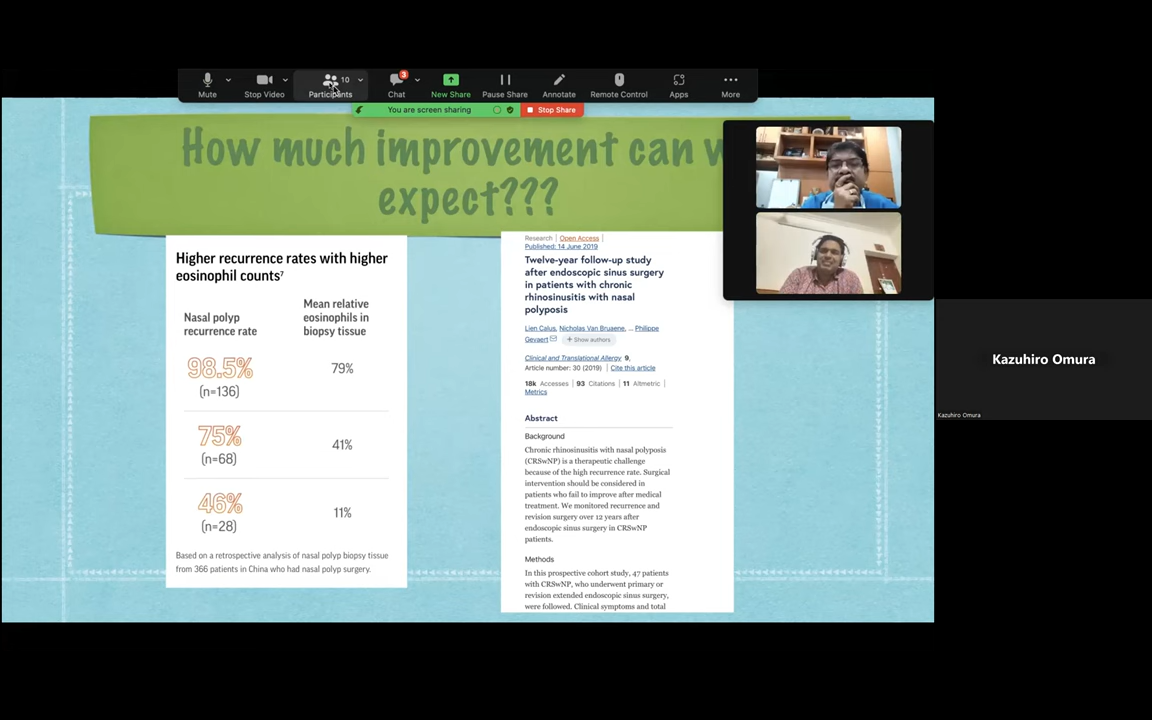 10
3
Mute
Stop Video
Participants
Chat
New Share
Pause Share
Annotate
Remote Control
Apps
More
You are screen sharing
Stop Share
How much improvement can
expect???
Higher recurrence rates with higher
eosinophil counts⁷
Nasal polyp
recurrence rate
Mean relative
eosinophils in
biopsy tissue
98.5%
(n=136)
79%
75%
(n=68)
41%
46%
(n=28)
11%
Based on a retrospective analysis of nasal polyp biopsy tissue
from 366 patients in China who had nasal polyp surgery.
Research | Open Access |
Published: 14 June 2019
Twelve-year follow-up study
after endoscopic sinus surgery
in patients with chronic
rhinosinusitis with nasal
polyposis
Lien Calus, Nicholas Van Bruaene, ... Philippe
Gevaert + Show authors
Clinical and Translational Allergy 9,
Article number: 30 (2019) | Cite this article
18k Accesses | 93 Citations | 11 Altmetric |
Metrics
Abstract
Background
Chronic rhinosinusitis with nasal polyposis
(CRSwNP) is a therapeutic challenge
because of the high recurrence rate. Surgical
intervention should be considered in
patients who fail to improve after medical
treatment. We monitored recurrence and
revision surgery over 12 years after
endoscopic sinus surgery in CRSwNP
patients.
Methods
In this prospective cohort study, 47 patients
with CRSwNP, who underwent primary or
revision extended endoscopic sinus surgery,
were followed. Clinical symptoms and total
Kazuhiro Omura
Kazuhiro Omura